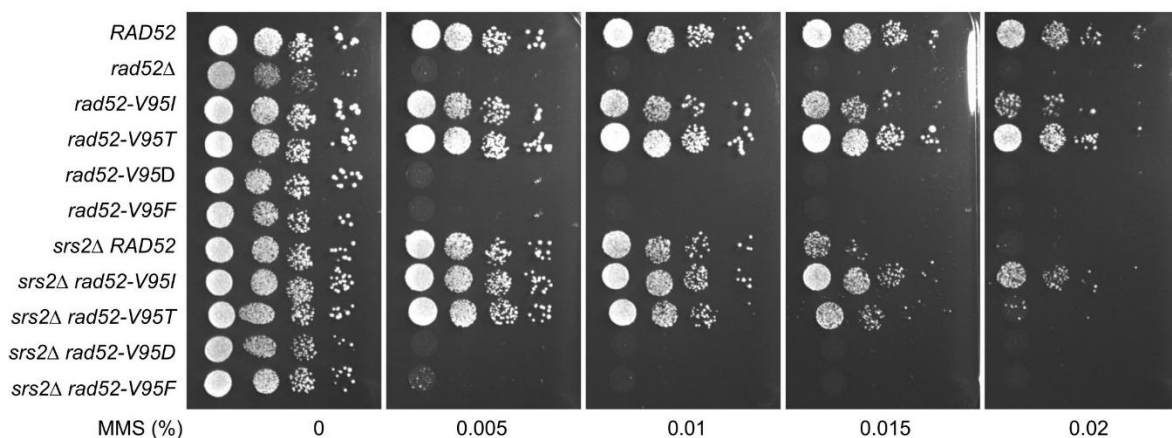 RAD52
rad52Δ
rad52-V95I
rad52-V95T
rad52-V95D
rad52-V95F
srs2Δ RAD52
srs2Δ rad52-V95I
srs2Δ rad52-V95T
srs2Δ rad52-V95D
srs2Δ rad52-V95F
MMS (%) 0 0.005 0.01 0.015 0.02